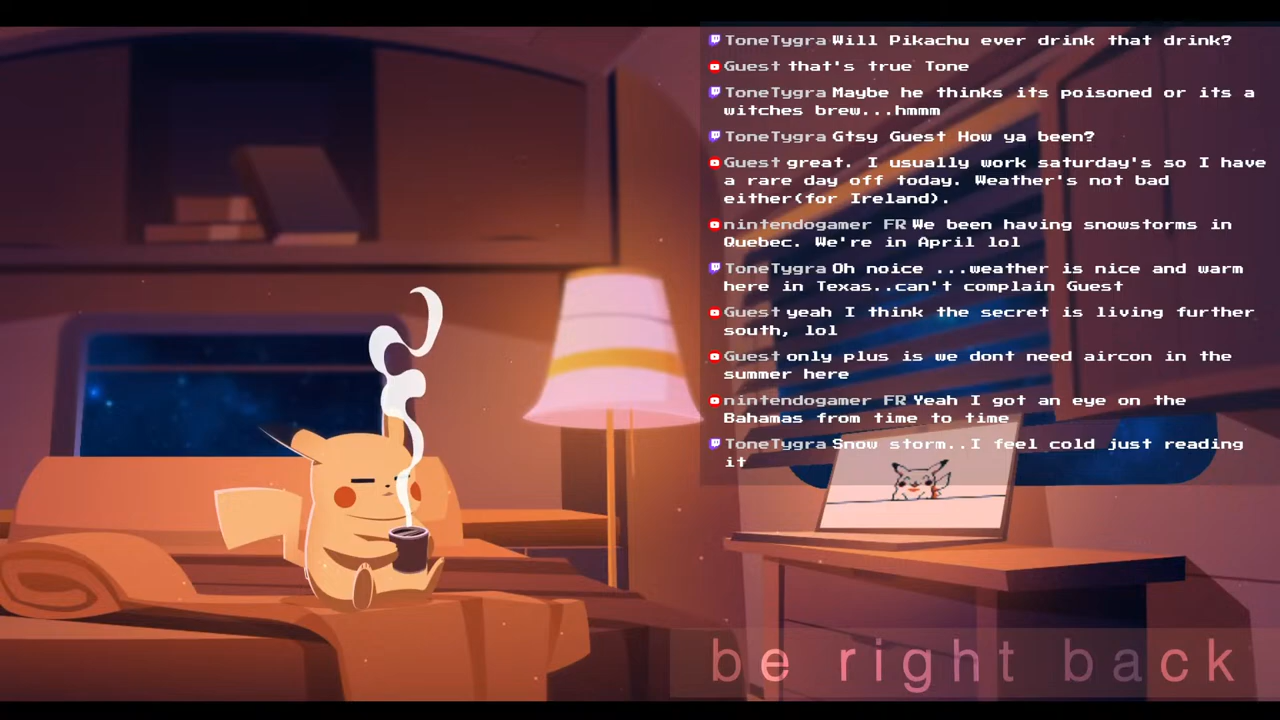 ToneTygra Will Pikachu ever drink that drink?
Guest that's true Tone
ToneTygra Maybe he thinks its poisoned or its a
witches brew...hmmm
ToneTygra Gtsy Guest How ya been?
Guest great. I usually work saturday's so I have
a rare day off today. Weather's not bad
either(for Ireland).
nintendogamer FR We been having snowstorms in
Quebec. We're in April lol
ToneTygra Oh noice ...weather is nice and warm
here in Texas..can't complain Guest
Guest yeah I think the secret is living further
south, lol
Guest only plus is we dont need aircon in the
summer here
nintendogamer FR Yeah I got an eye on the
Bahamas from time to time
ToneTygra Snow storm..I feel cold just reading
it
be right back